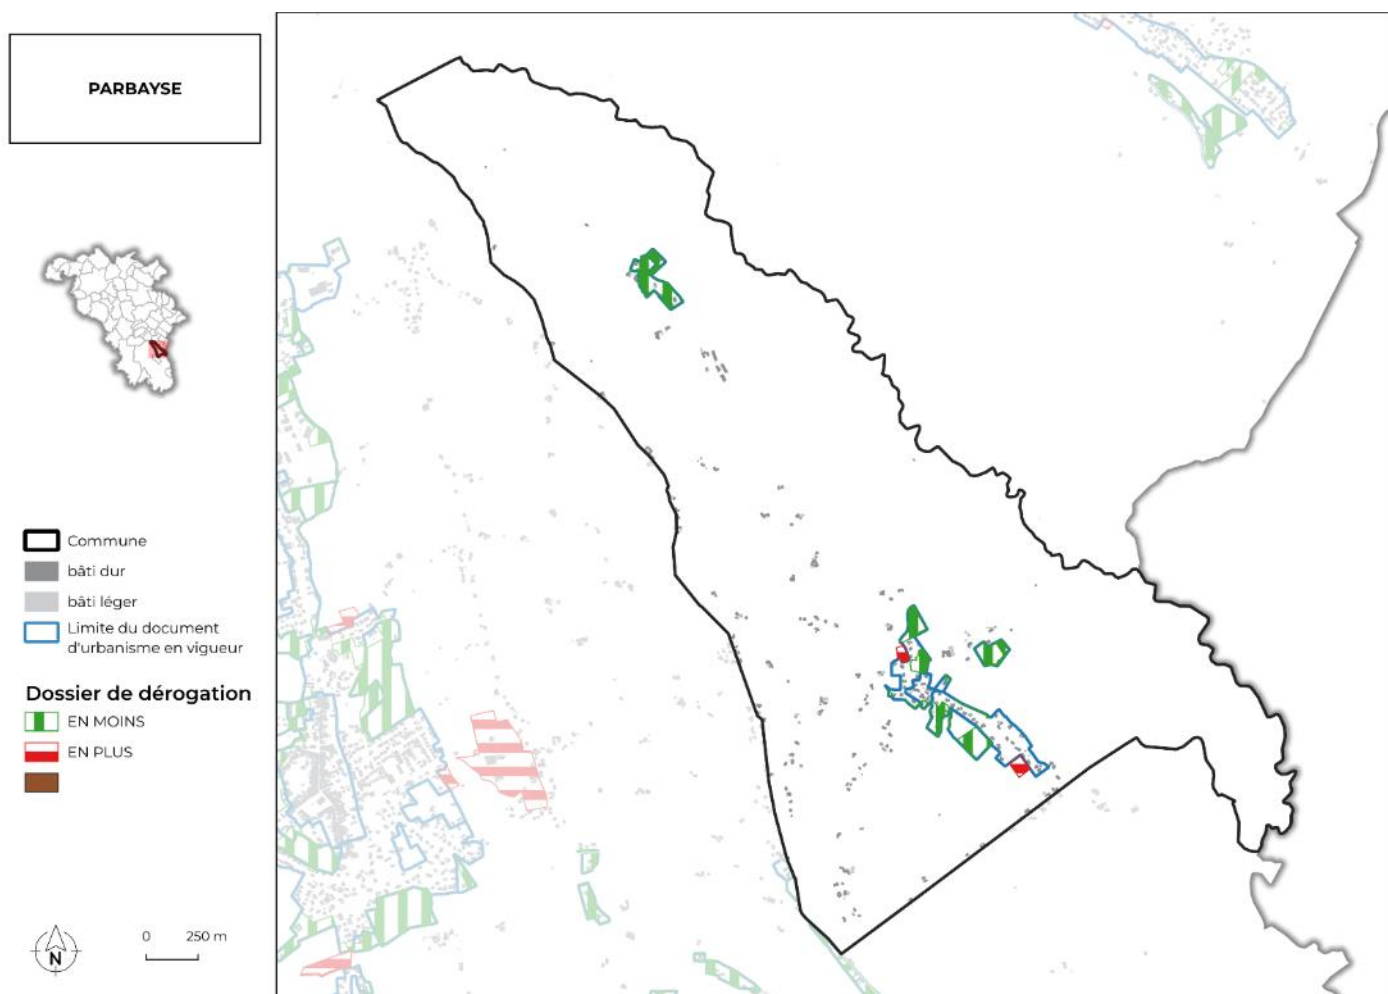 PARBAYSE
Commune
bâti dur
bâti léger
Limite du document
d'urbanisme en vigueur
Dossier de dérogation
EN MOINS
EN PLUS
N
0 250 m